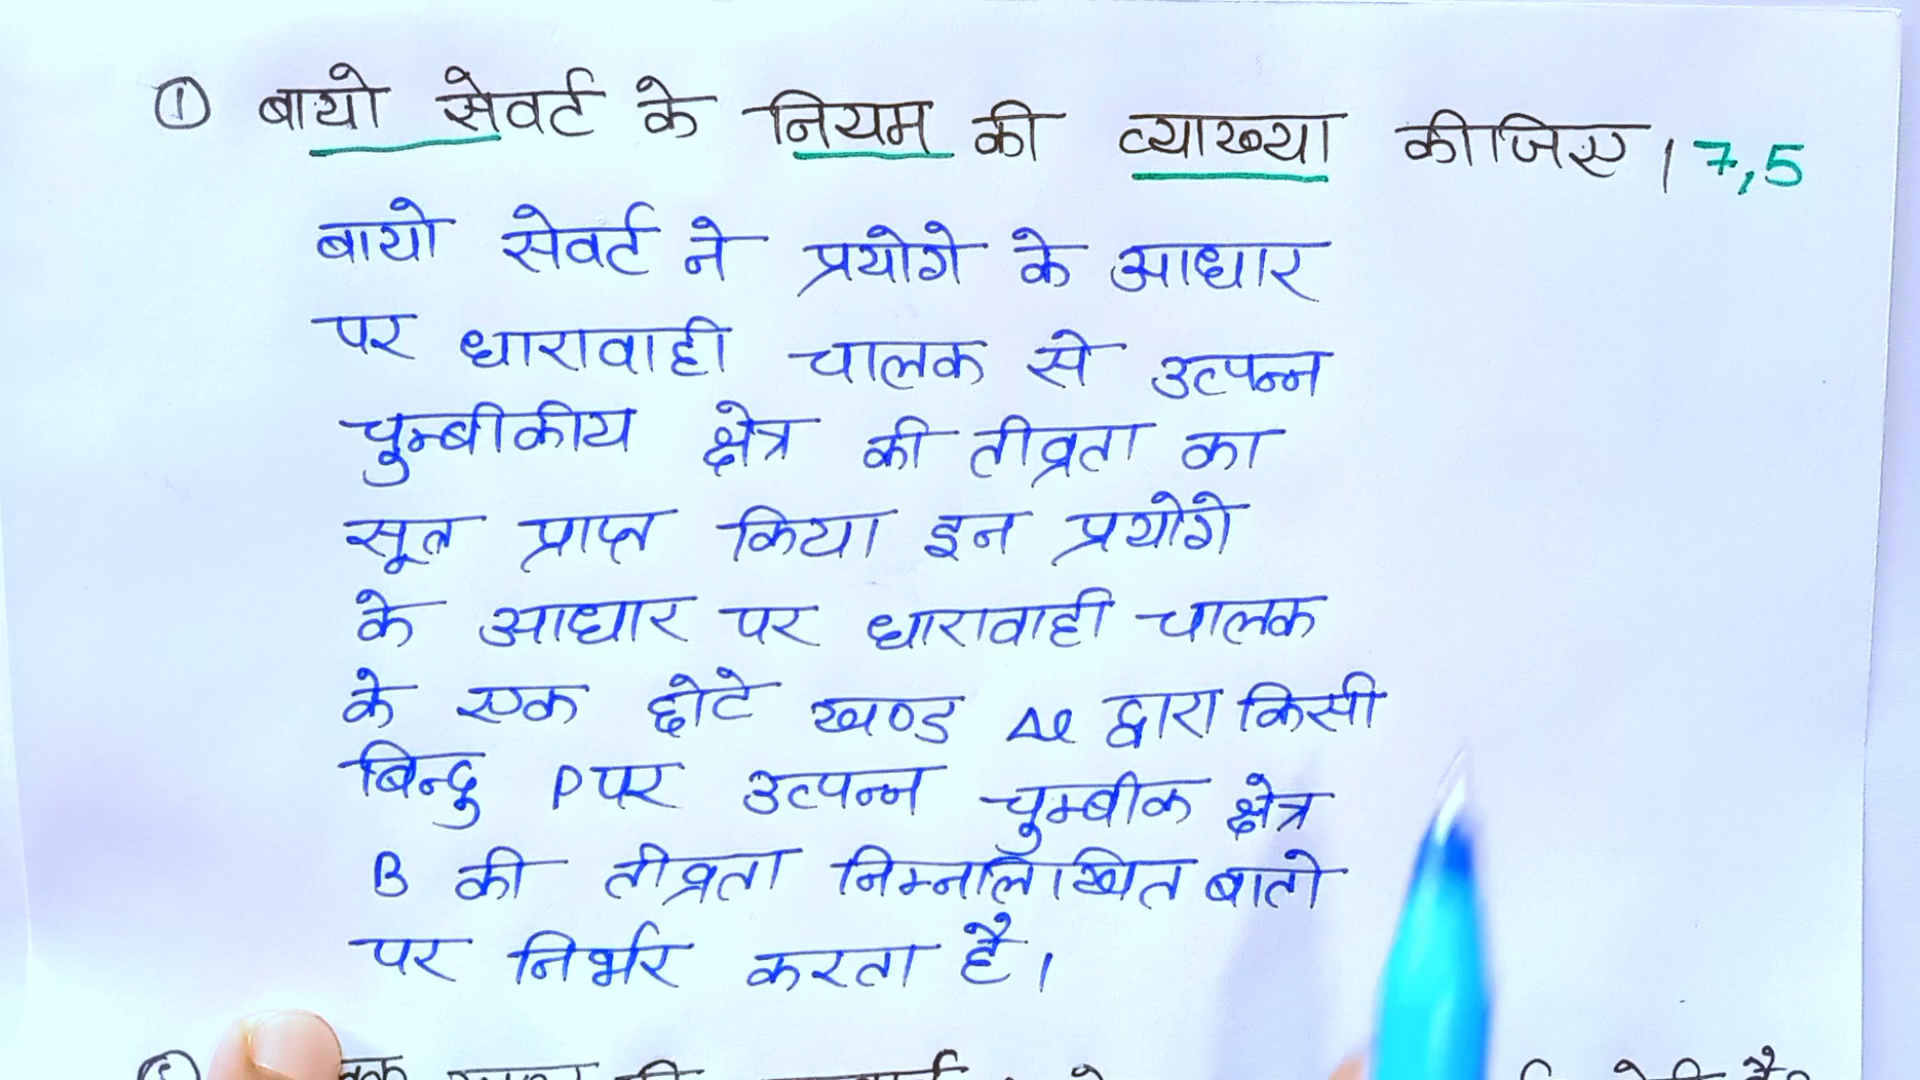 ① बायो सेवर्ट के नियम की व्याख्या कीजिए। 7,5
बायो सेवर्ट ने प्रयोगो के आधार
पर धारावाही चालक से उत्पन्न
चुम्बीकीय क्षेत्र की तीव्रता का
सूत्र प्राप्त किया इन प्रयोगो
के आधार पर धारावाही चालक
के एक छोटे खण्ड Δl द्वारा किसी
बिन्दु P पर उत्पन्न चुम्बीक क्षेत्र
B की तीव्रता निम्नलिखित बातो
पर निर्भर करता है।